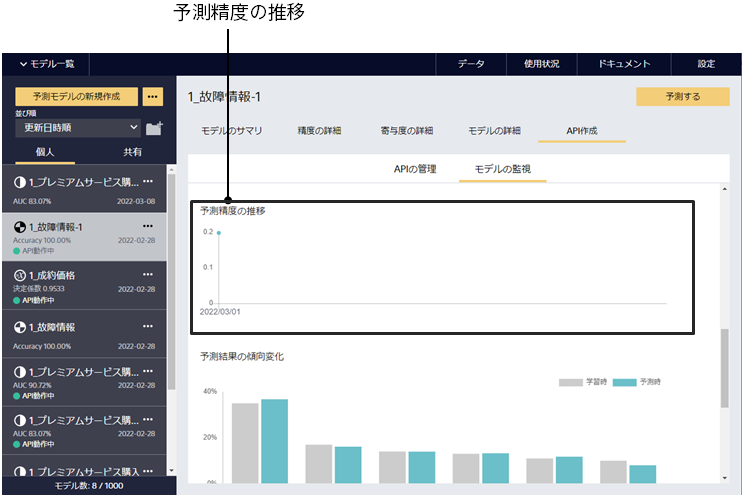 予測精度の推移
モデル一覧
データ
使用状況
ドキュメント
設定
予測モデルの新規作成
並び順
更新日時順
個人
共有
1_プレミアムサービス購...
AUC 83.07%
2022-03-08
1_故障情報-1
Accuracy 100.00%
2022-02-28
API動作中
1_成約価格
決定係数 0.9533
2022-02-28
API動作中
1_故障情報
Accuracy 100.00%
2022-02-28
1_プレミアムサービス購...
AUC 90.72%
2022-02-28
API動作中
1_プレミアムサービス購...
AUC 83.07%
2022-02-28
API動作中
1_プレミアムサービス購入
モデル数: 8 / 1000
1_故障情報-1
予測する
モデルのサマリ
精度の詳細
寄与度の詳細
モデルの詳細
API作成
APIの管理
モデルの監視
予測精度の推移
0.2
0.1
0
2022/03/01
予測結果の傾向変化
学習時
予測時
40%
20%
0%